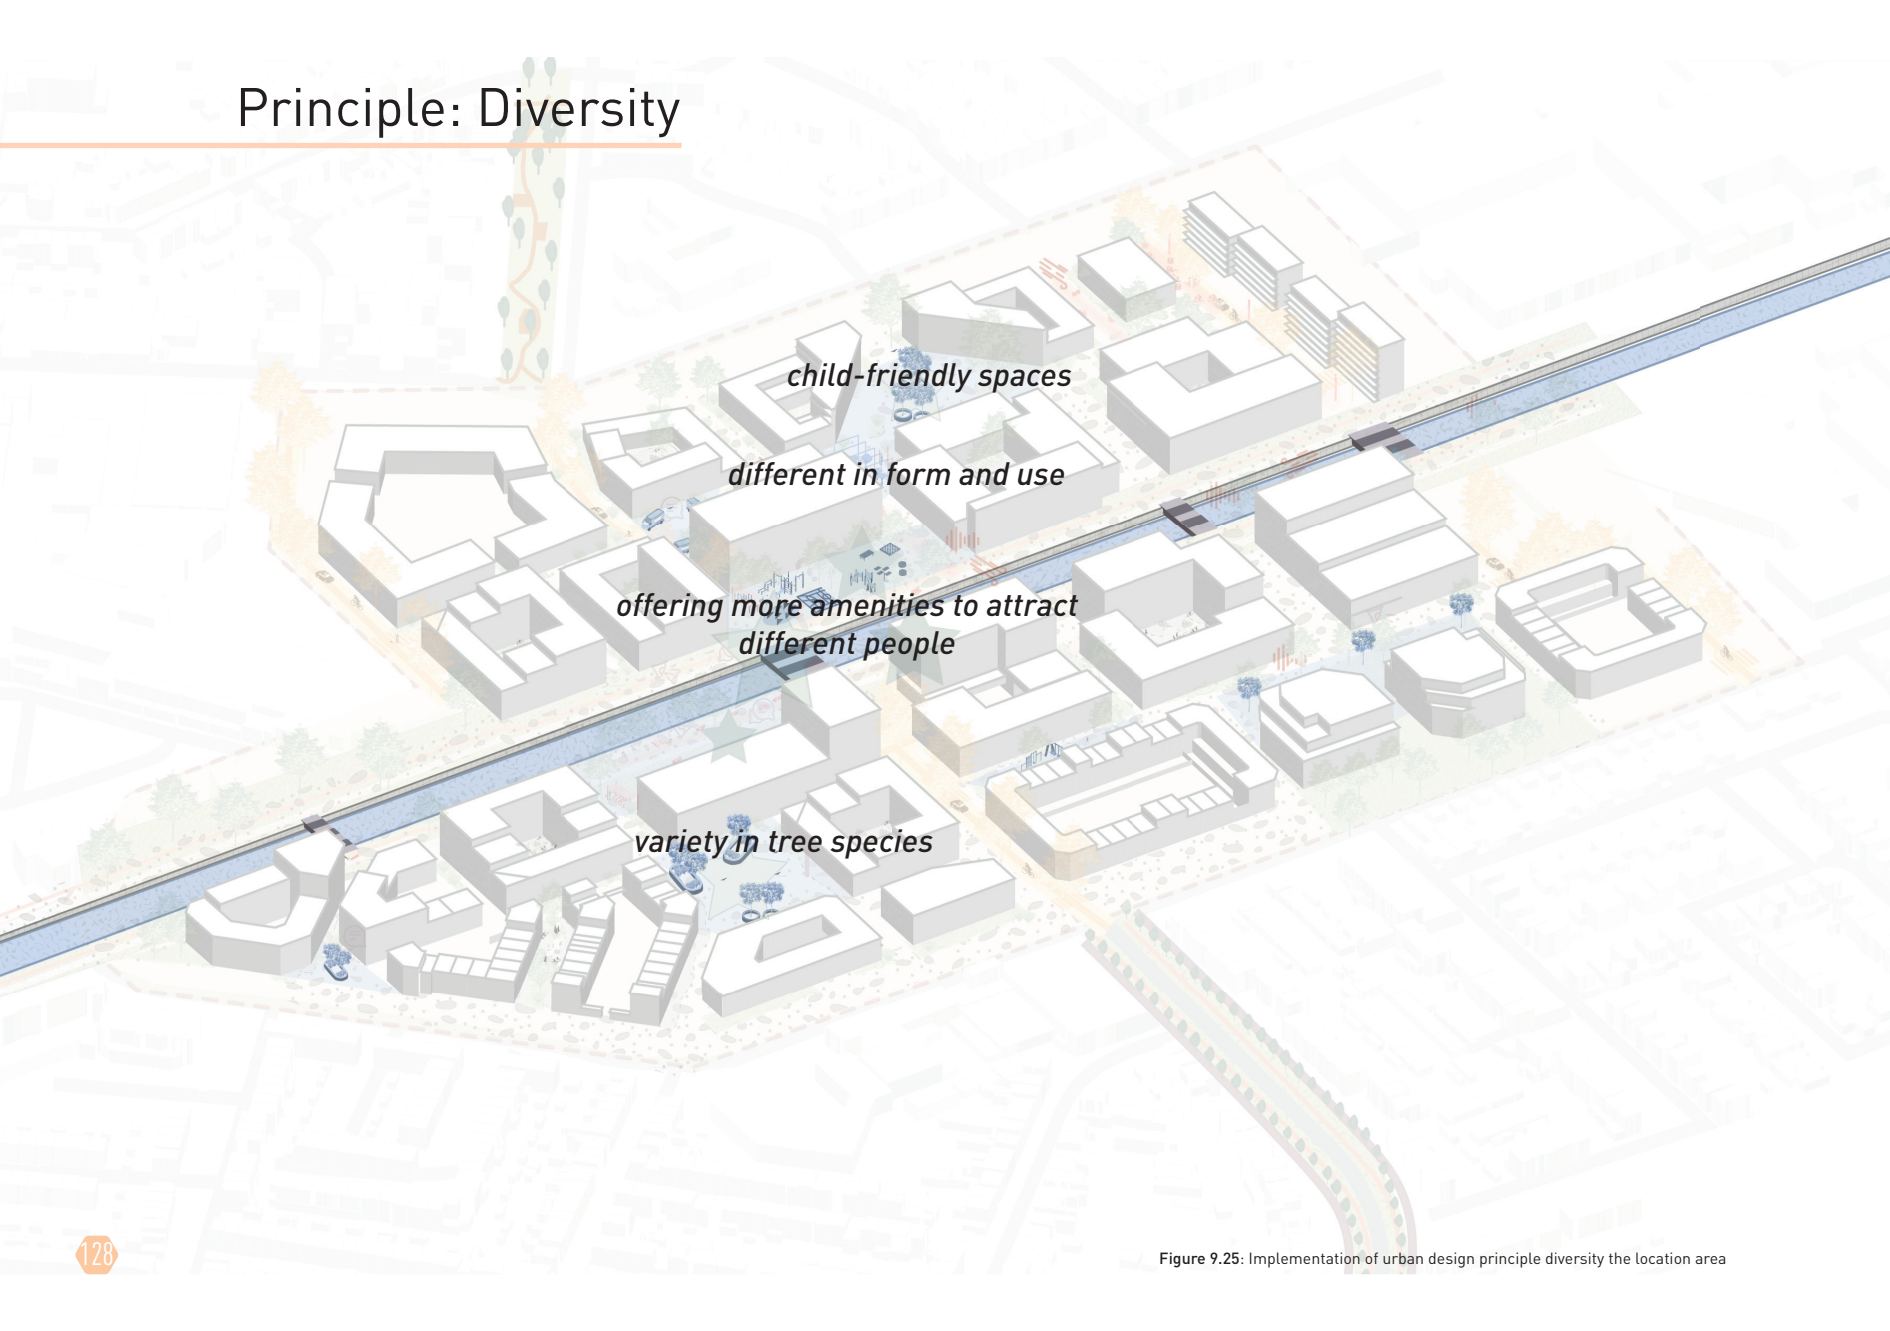 Principle: Diversity
child-friendly spaces
different in form and use
offering more amenities to attract
different people
variety in tree species
128
Figure 9.25: Implementation of urban design principle diversity the location area